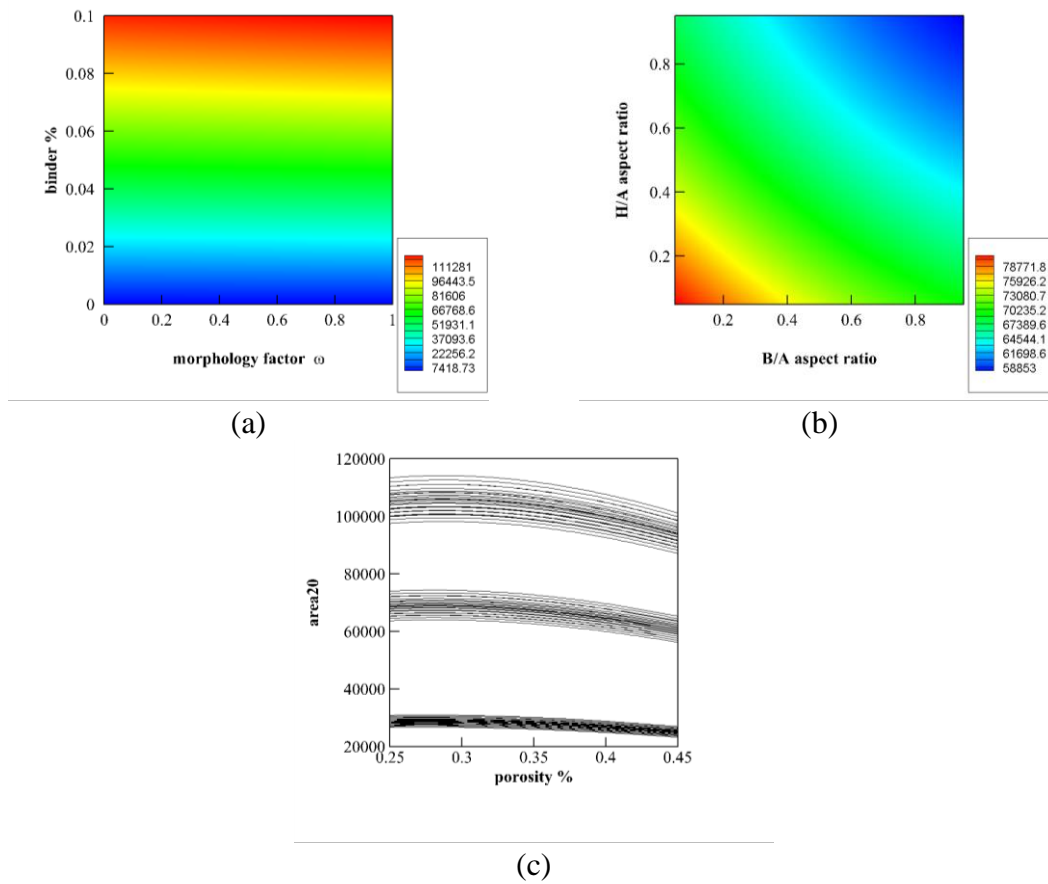 0.1
0.08
0.06
0.04
0.02
0
binder %
0 0.2 0.4 0.6 0.8 1
morphology factor ω
111281
96443.5
81606
66768.6
51931.1
37093.6
22256.2
7418.73
(a)
0.8
0.6
0.4
0.2
H/A aspect ratio
0.2 0.4 0.6 0.8
B/A aspect ratio
78771.8
75926.2
73080.7
70235.2
67389.6
64544.1
61698.6
58853
(b)
120000
100000
80000
60000
40000
20000
area20
0.25 0.3 0.35 0.4 0.45
porosity %
(c)